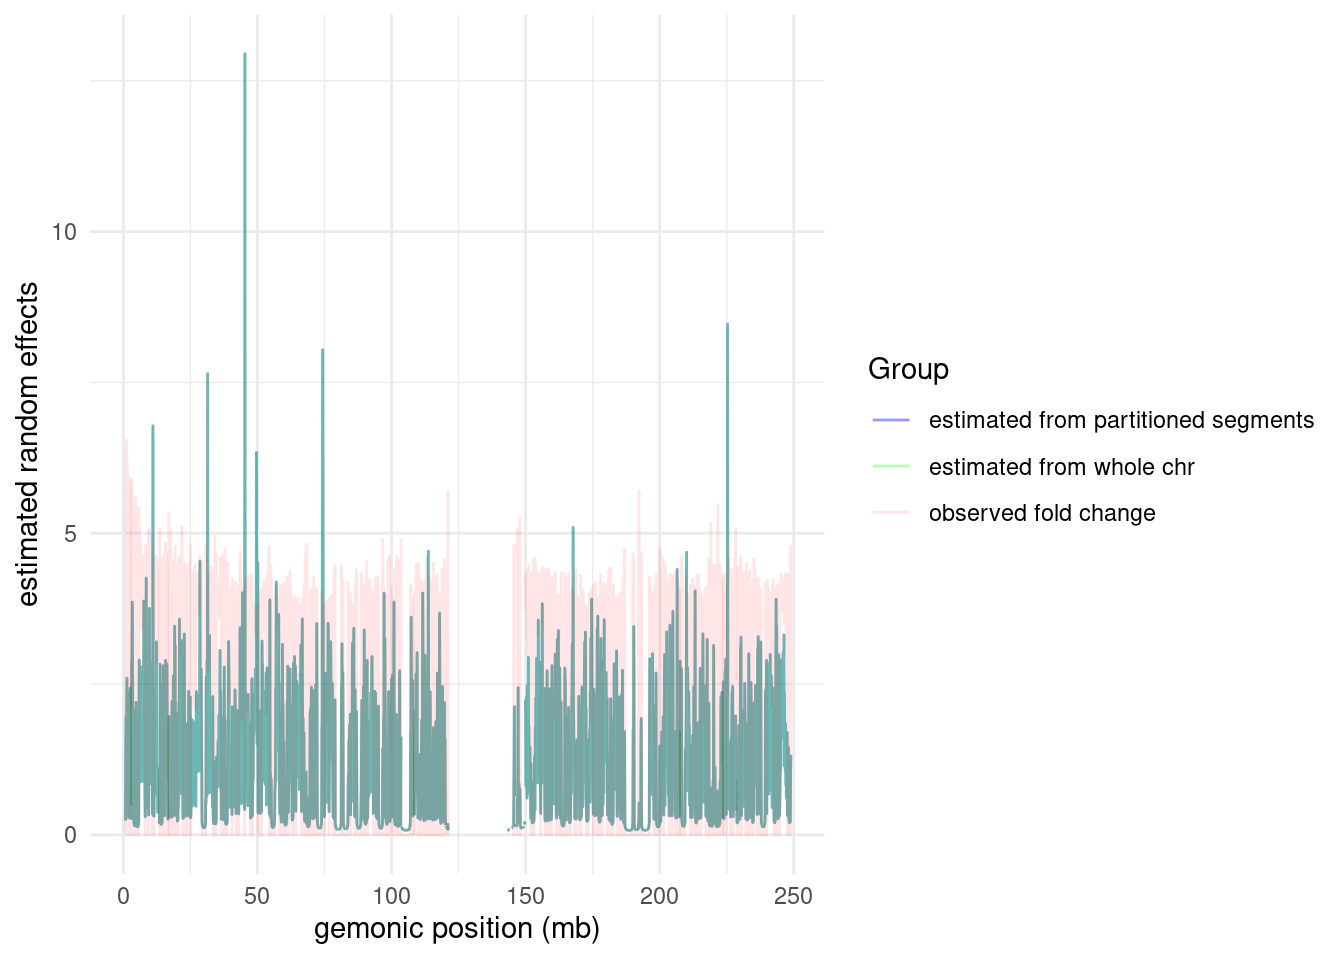 estimated random effects
10
5
0
0
50
100
150
200
250
gemonic position (mb)
Group
estimated from partitioned segments
estimated from whole chr
observed fold change